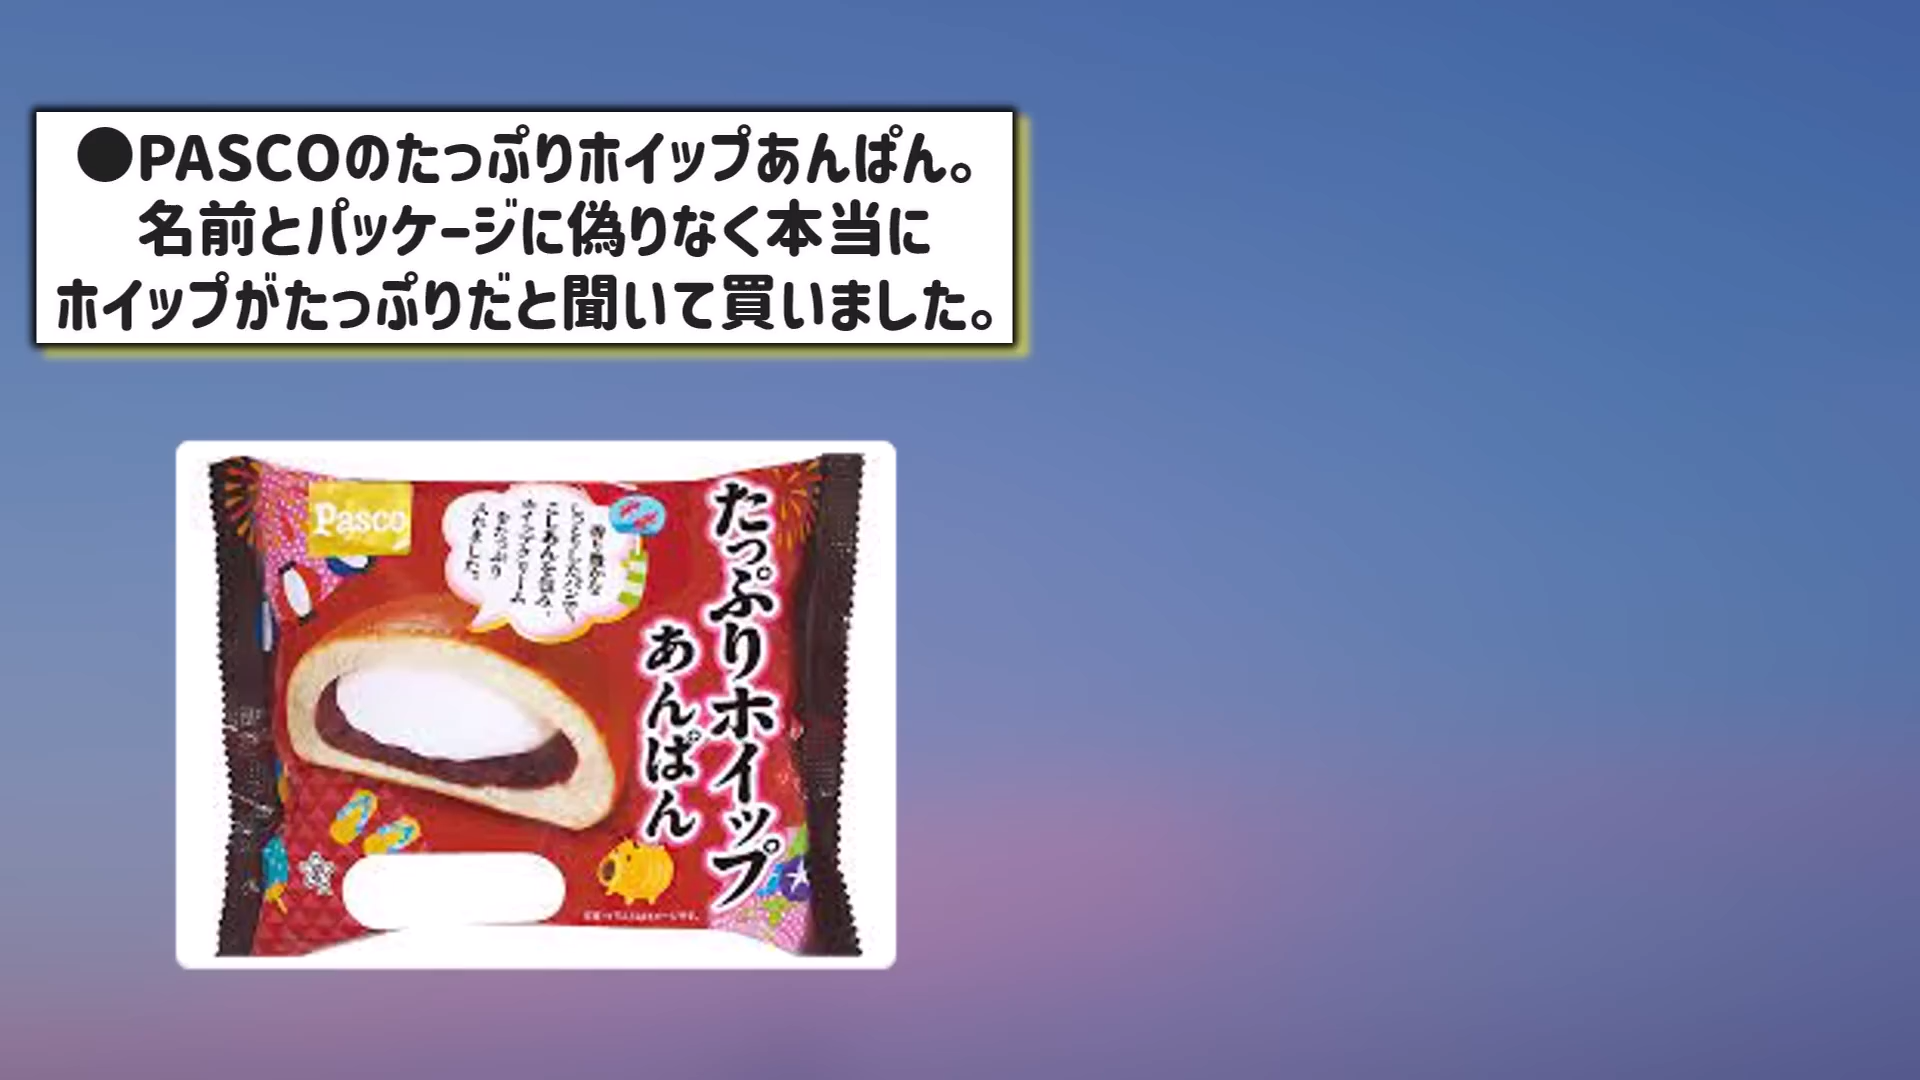 ●PASCOのたっぷりホイップあんぱん。
名前とパッケージに偽りなく本当に
ホイップがたっぷりだと聞いて買いました。
Pasco
たっぷりホイップ
あんぱん